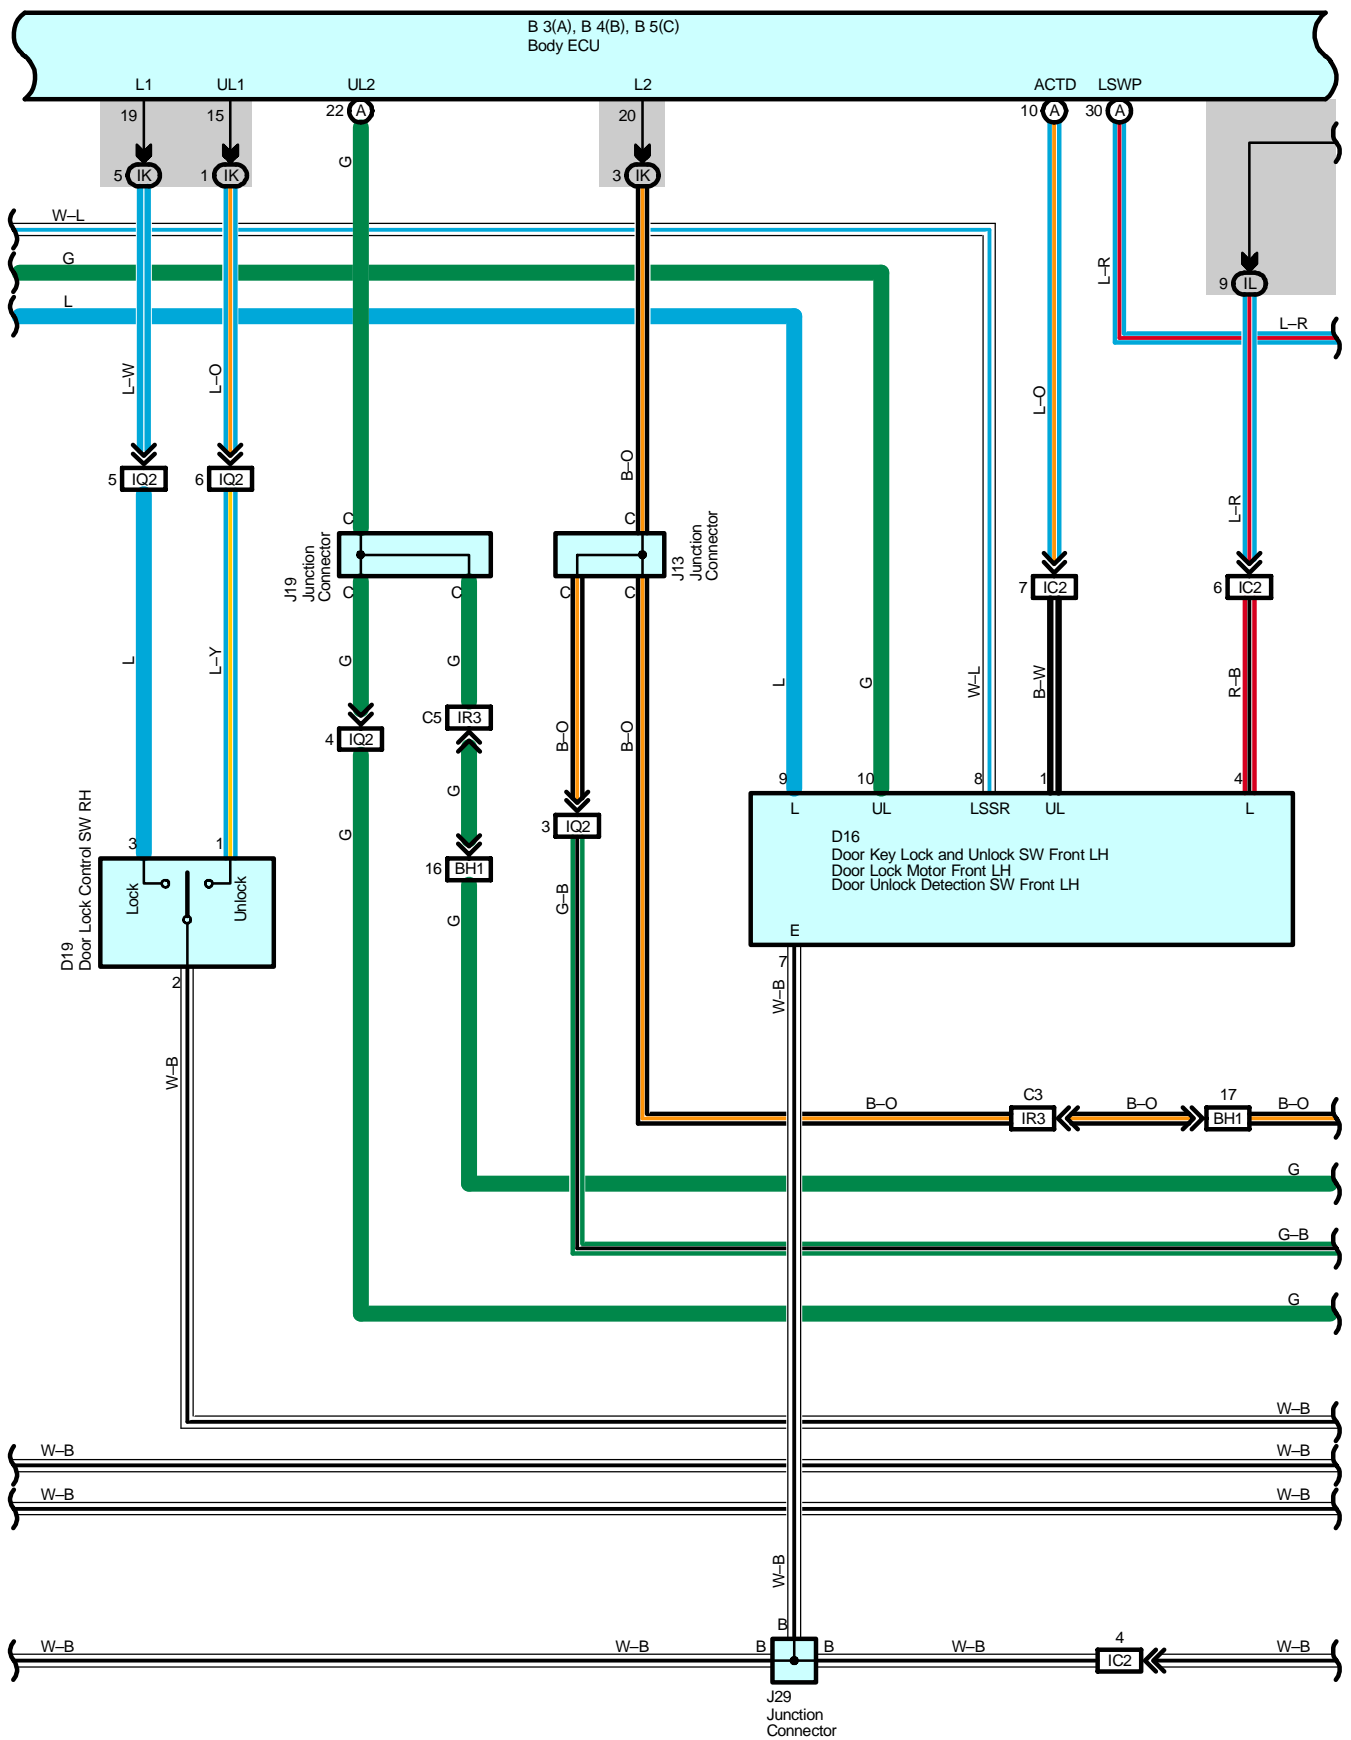 B 3(A), B 4(B), B 5(C)
Body ECU
L1 UL1 UL2 L2 ACTD LSWP
19 15 22 A 20 10 A 30 A
G
5 IK 1 IK 3 IK
W–L
G
L
L–R
9 IL
L–R
L–W L–O L–O
B–O
5 IQ2 6 IQ2
L–R
C C
J19
Junction
Connector
J13
Junction
Connector
C C C C
7 IC2 6 IC2
L L–Y G G B–O B–O L G W–L B–W R–B
C5 IR3
4 IQ2
G
9 10 8 1 4
L UL LSSR UL L
3 IQ2
G
D16
Door Key Lock and Unlock SW Front LH
Door Lock Motor Front LH
Door Unlock Detection SW Front LH
E
7
3 1
Lock Unlock
D19
Door Lock Control SW RH
2
16 BH1
G–B
G
W–B
W–B
B–O C3 IR3 B–O 17 BH1 B–O
G
G–B
G
W–B
W–B W–B
W–B W–B
W–B
B
W–B W–B B B W–B 4 IC2 W–B
J29
Junction
Connector